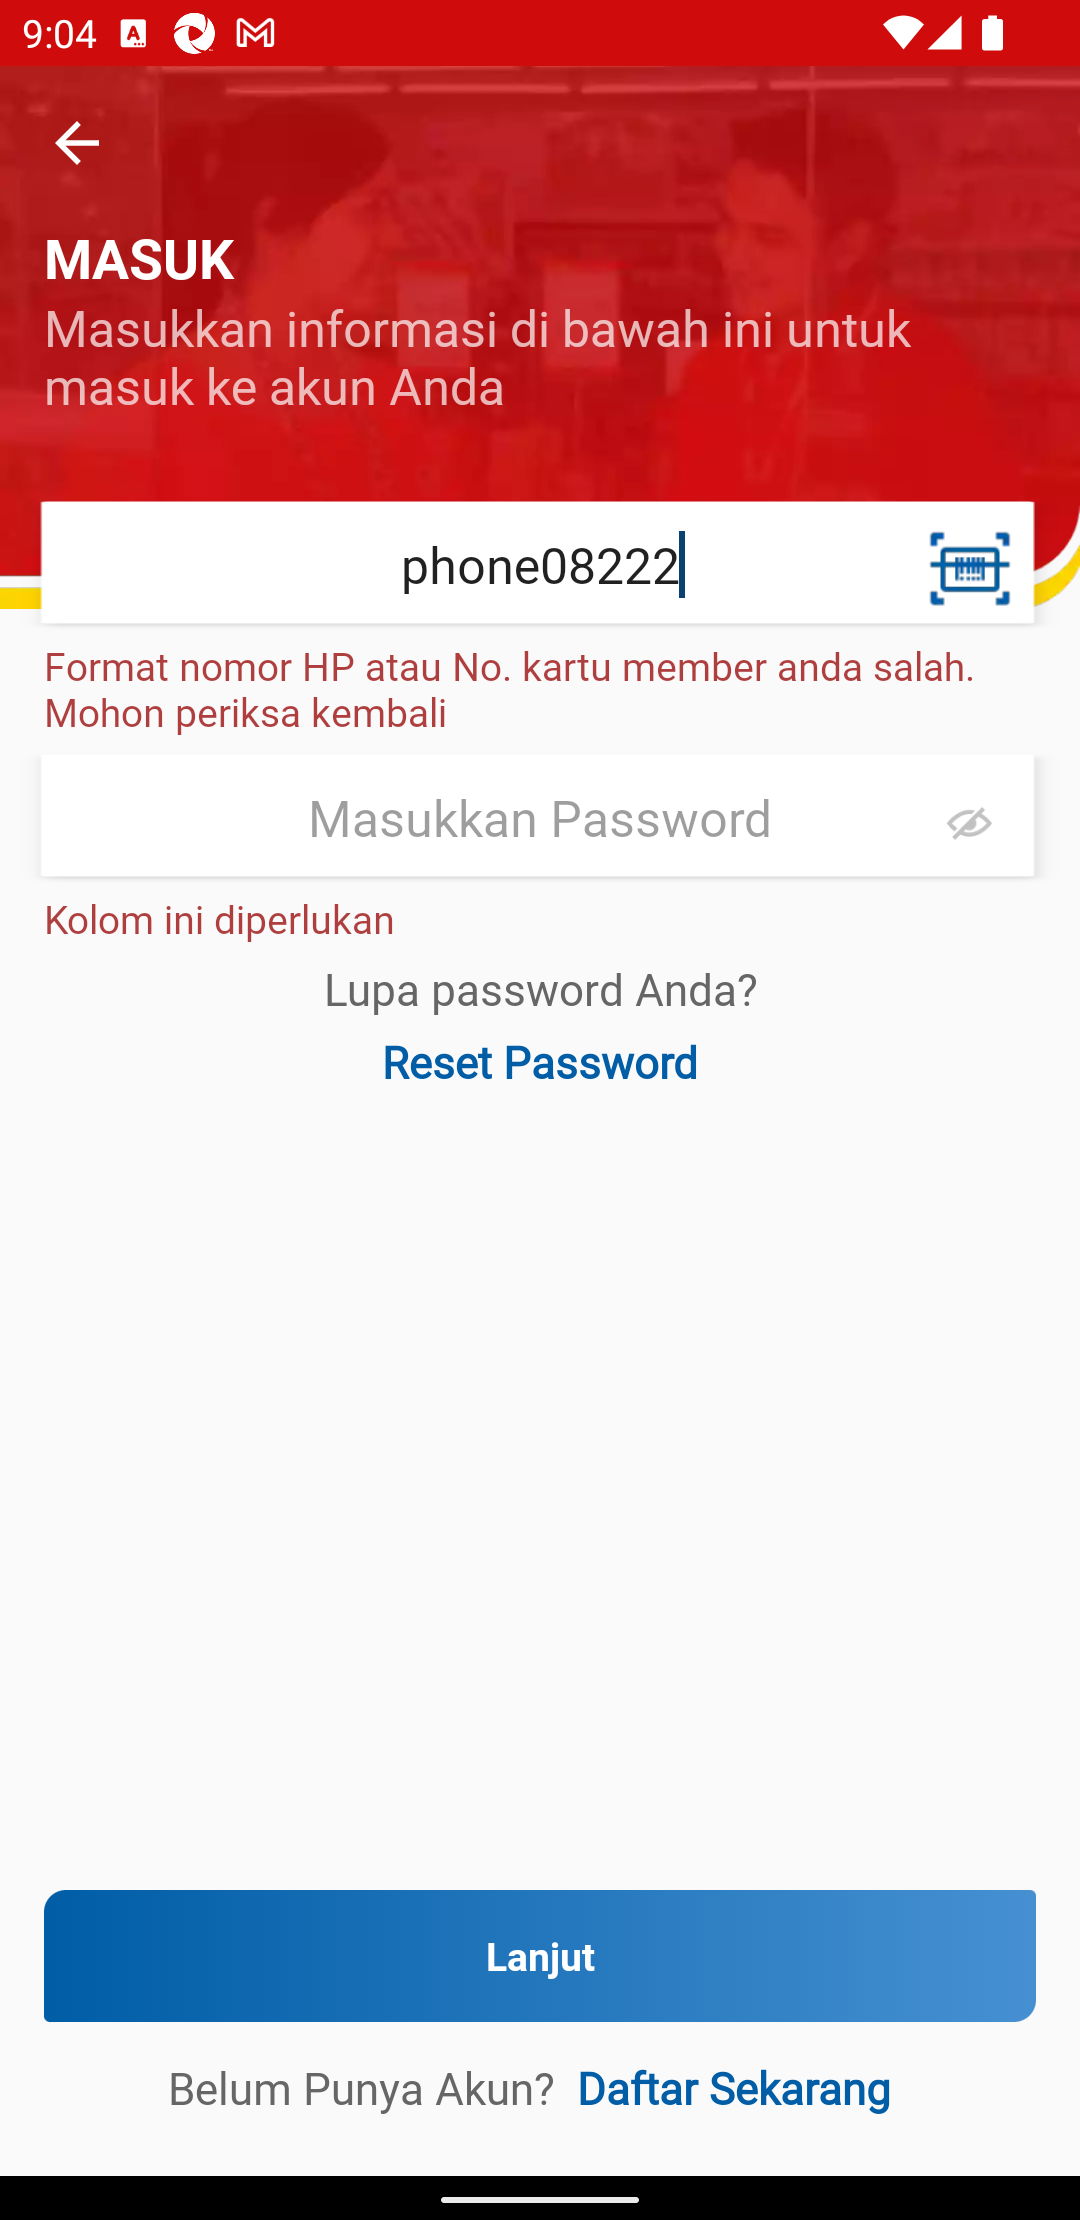 9:04
MASUK
Masukkan informasi di bawah ini untuk
masuk ke akun Anda
phone08222
Format nomor HP atau No. kartu member anda salah.
Mohon periksa kembali
Masukkan Password
Kolom ini diperlukan
Lupa password Anda?
Reset Password
Lanjut
Belum Punya Akun? Daftar Sekarang